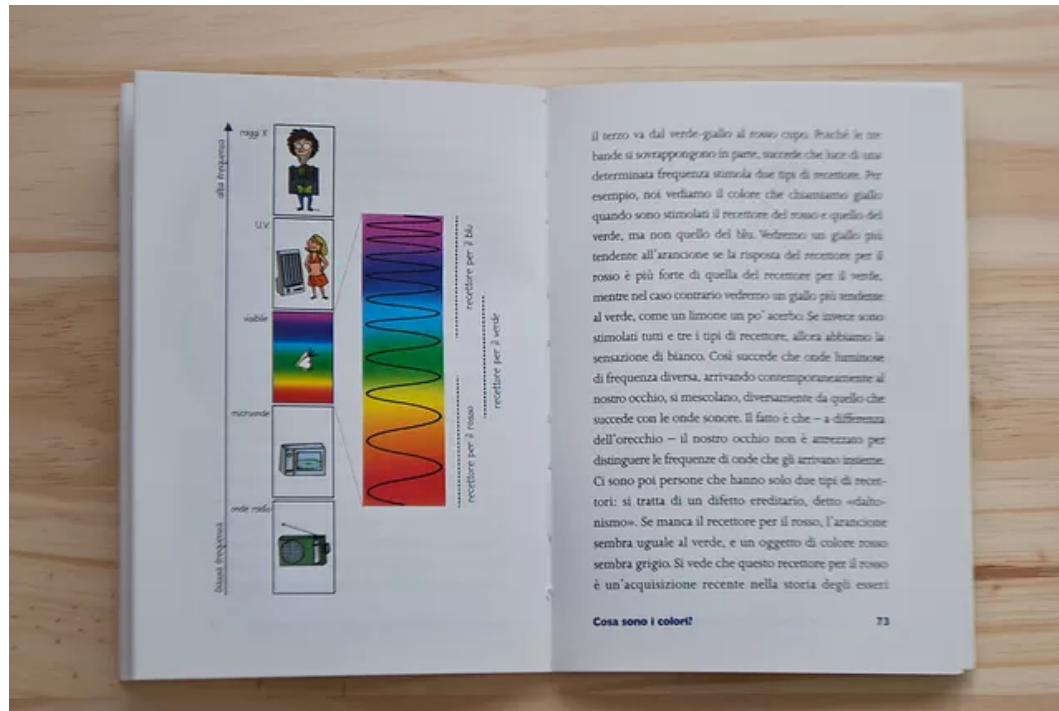 alta frequenza
bassa frequenza
raggi X
U.V.
visibile
microonde
onde radio
recettore per il blu
recettore per il verde
recettore per il rosso
il terzo va dal verde-giallo al rosso cupo. Poiché le tre
bande si sovrappongono in parte, succede che luce di una
determinata frequenza stimola due tipi di recettore. Per
esempio, noi vediamo il colore che chiamiamo giallo
quando sono stimolati il recettore del rosso e quello del
verde, ma non quello del blu. Vedremo un giallo più
tendente all'arancione se la risposta del recettore per il
rosso è più forte di quella del recettore per il verde,
mentre nel caso contrario vedremo un giallo più tendente
al verde, come un limone un po' acerbo. Se invece sono
stimolati tutti e tre i tipi di recettore, allora abbiamo la
sensazione di bianco. Così succede che onde luminose
di frequenza diversa, arrivando contemporaneamente al
nostro occhio, si mescolano, diversamente da quello che
succede con le onde sonore. Il fatto è che – a differenza
dell'orecchio – il nostro occhio non è attrezzato per
distinguere le frequenze di onde che gli arrivano insieme.
Ci sono poi persone che hanno solo due tipi di recet-
tori: si tratta di un difetto ereditario, detto «dalto-
nismo». Se manca il recettore per il rosso, l'arancione
sembra uguale al verde, e un oggetto di colore rosso
sembra grigio. Si vede che questo recettore per il rosso
è un'acquisizione recente nella storia degli esseri
Cosa sono i colori?
73